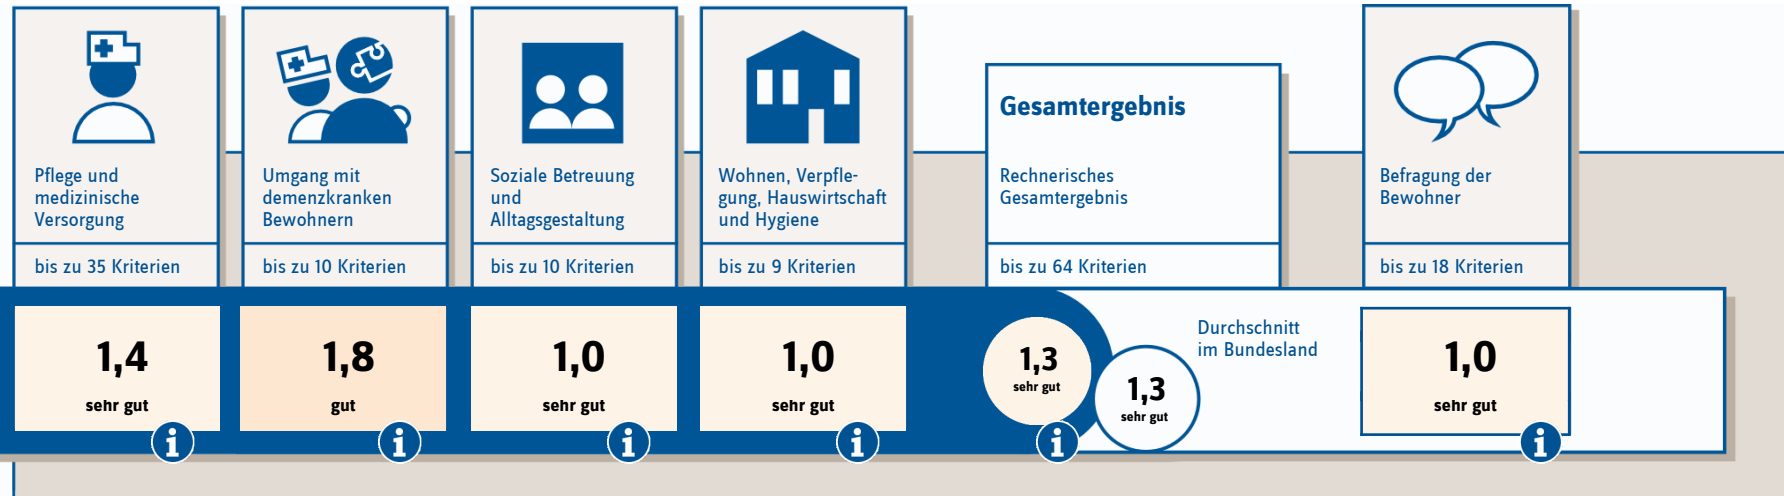 Pflege und
medizinische
Versorgung
bis zu 35 Kriterien
1,4
sehr gut
i
Umgang mit
demenzkranken
Bewohnern
bis zu 10 Kriterien
1,8
gut
i
Soziale Betreuung
und
Alltagsgestaltung
bis zu 10 Kriterien
1,0
sehr gut
i
Wohnen, Verpfle-
gung, Hauswirtschaft
und Hygiene
bis zu 9 Kriterien
1,0
sehr gut
i
Gesamtergebnis
Rechnerisches
Gesamtergebnis
bis zu 64 Kriterien
1,3
sehr gut
i
1,3
sehr gut
Durchschnitt
im Bundesland
Befragung der
Bewohner
bis zu 18 Kriterien
1,0
sehr gut
i